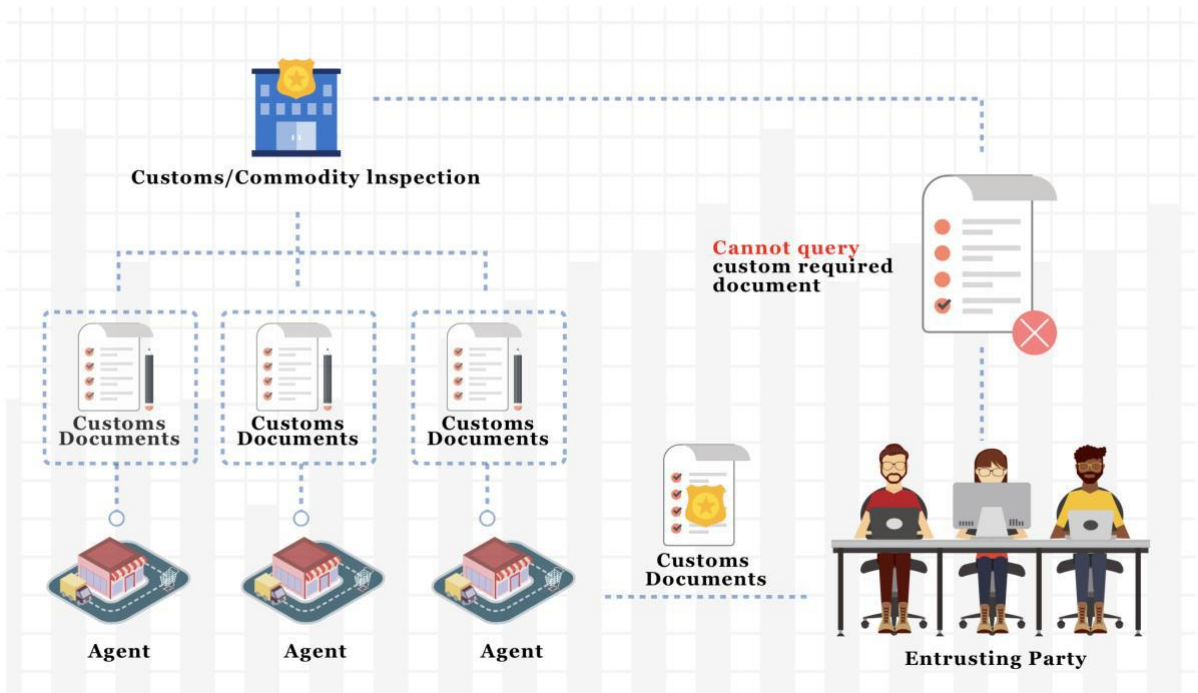 Customs/Commodity Inspection
Cannot query
custom required
document
Customs
Documents
Customs
Documents
Customs
Documents
Customs
Documents
Agent
Agent
Agent
Entrusting Party